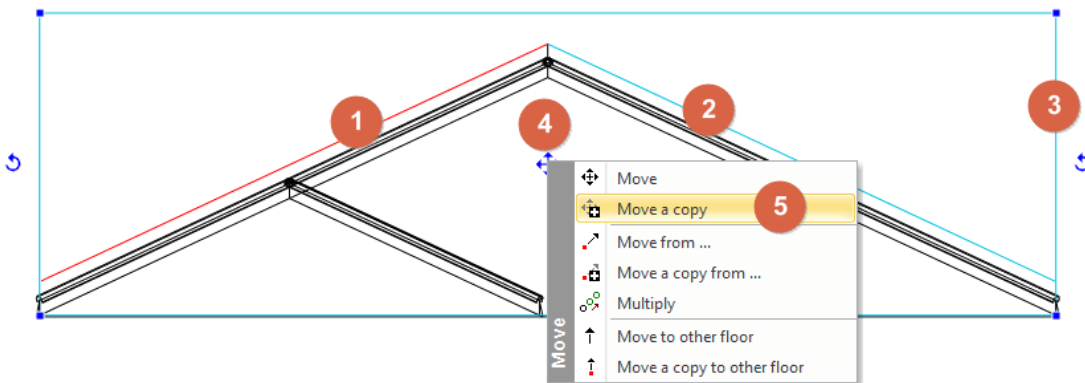 1
2
3
4
Move
Move a copy
5
Move from ...
Move a copy from ...
Multiply
Move to other floor
Move a copy to other floor
Move